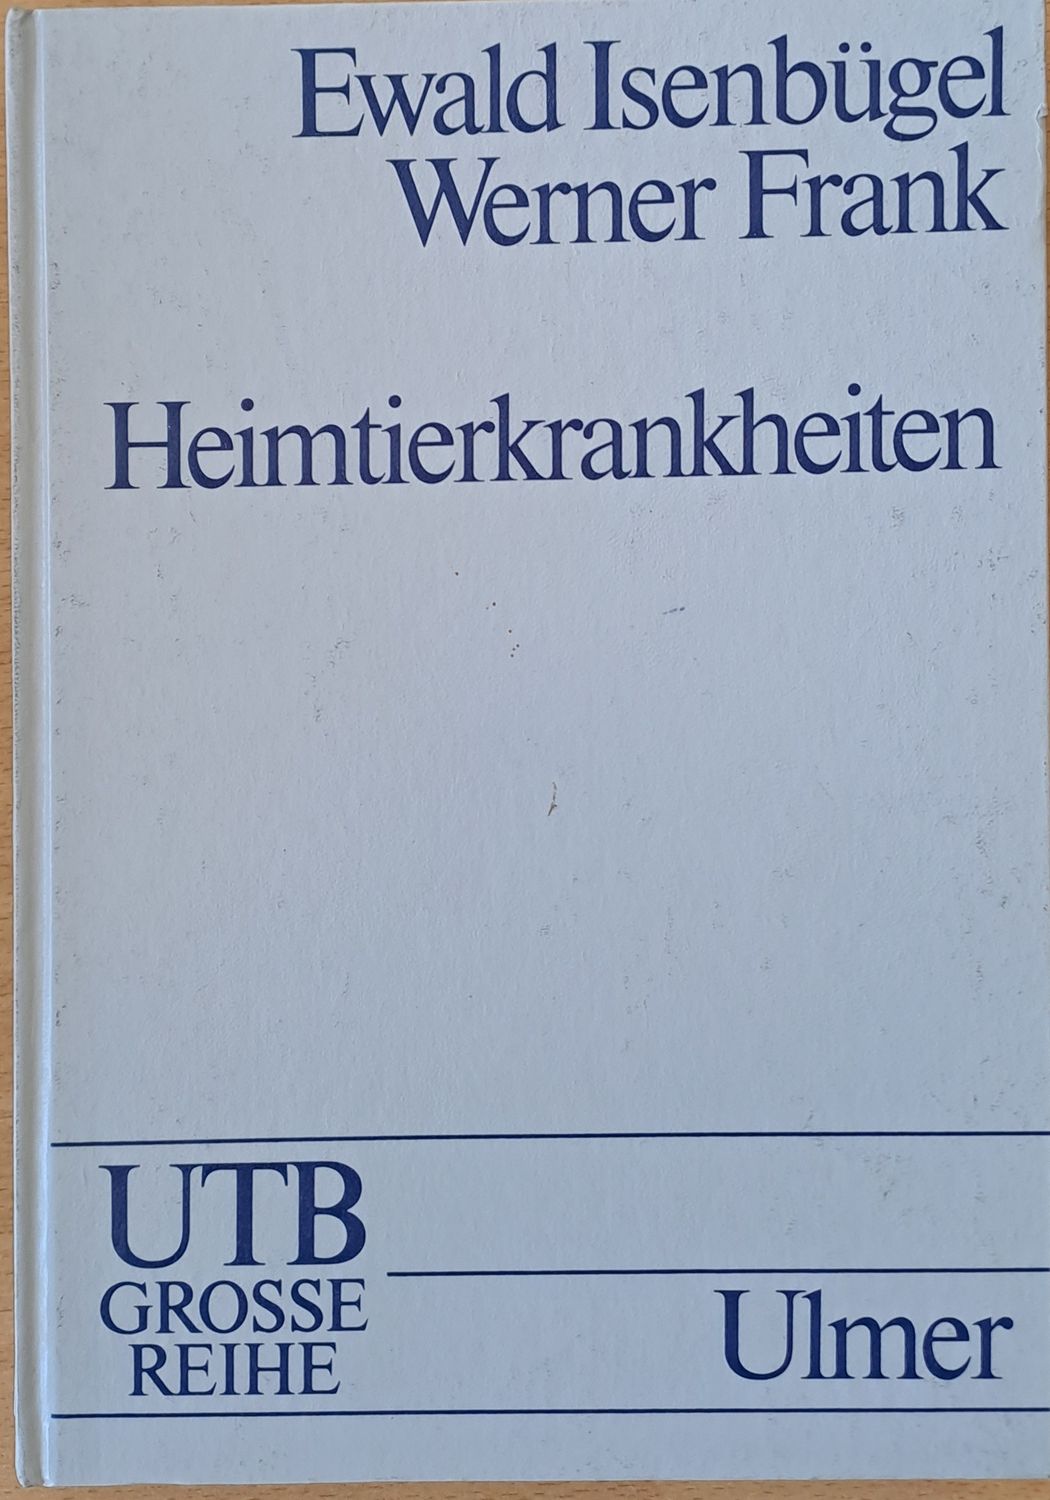 Ewald Isenbügel
Werner Frank
Heimtierkrankheiten
UTB
GROSSE
REIHE
Ulmer